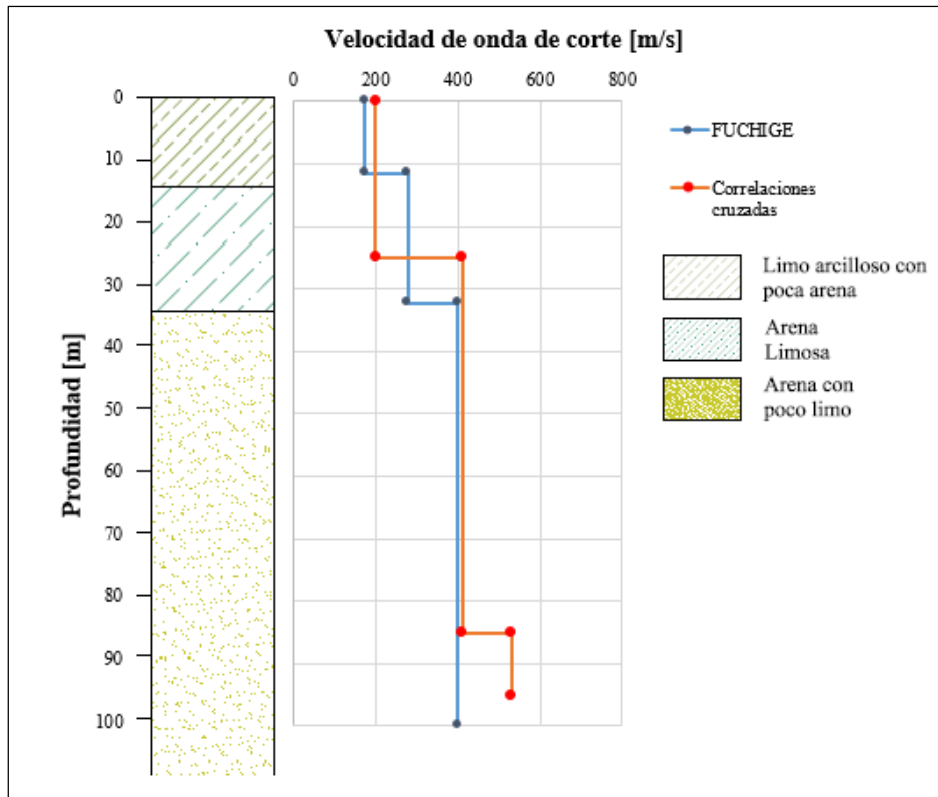 Velocidad de onda de corte [m/s]
0 200 400 600 800
Profundidad [m]
0
10
20
30
40
50
60
70
80
90
100
FUCHIGE
Correlaciones
cruzadas
Limo arcilloso con
poca arena
Arena
Limosa
Arena con
poco limo